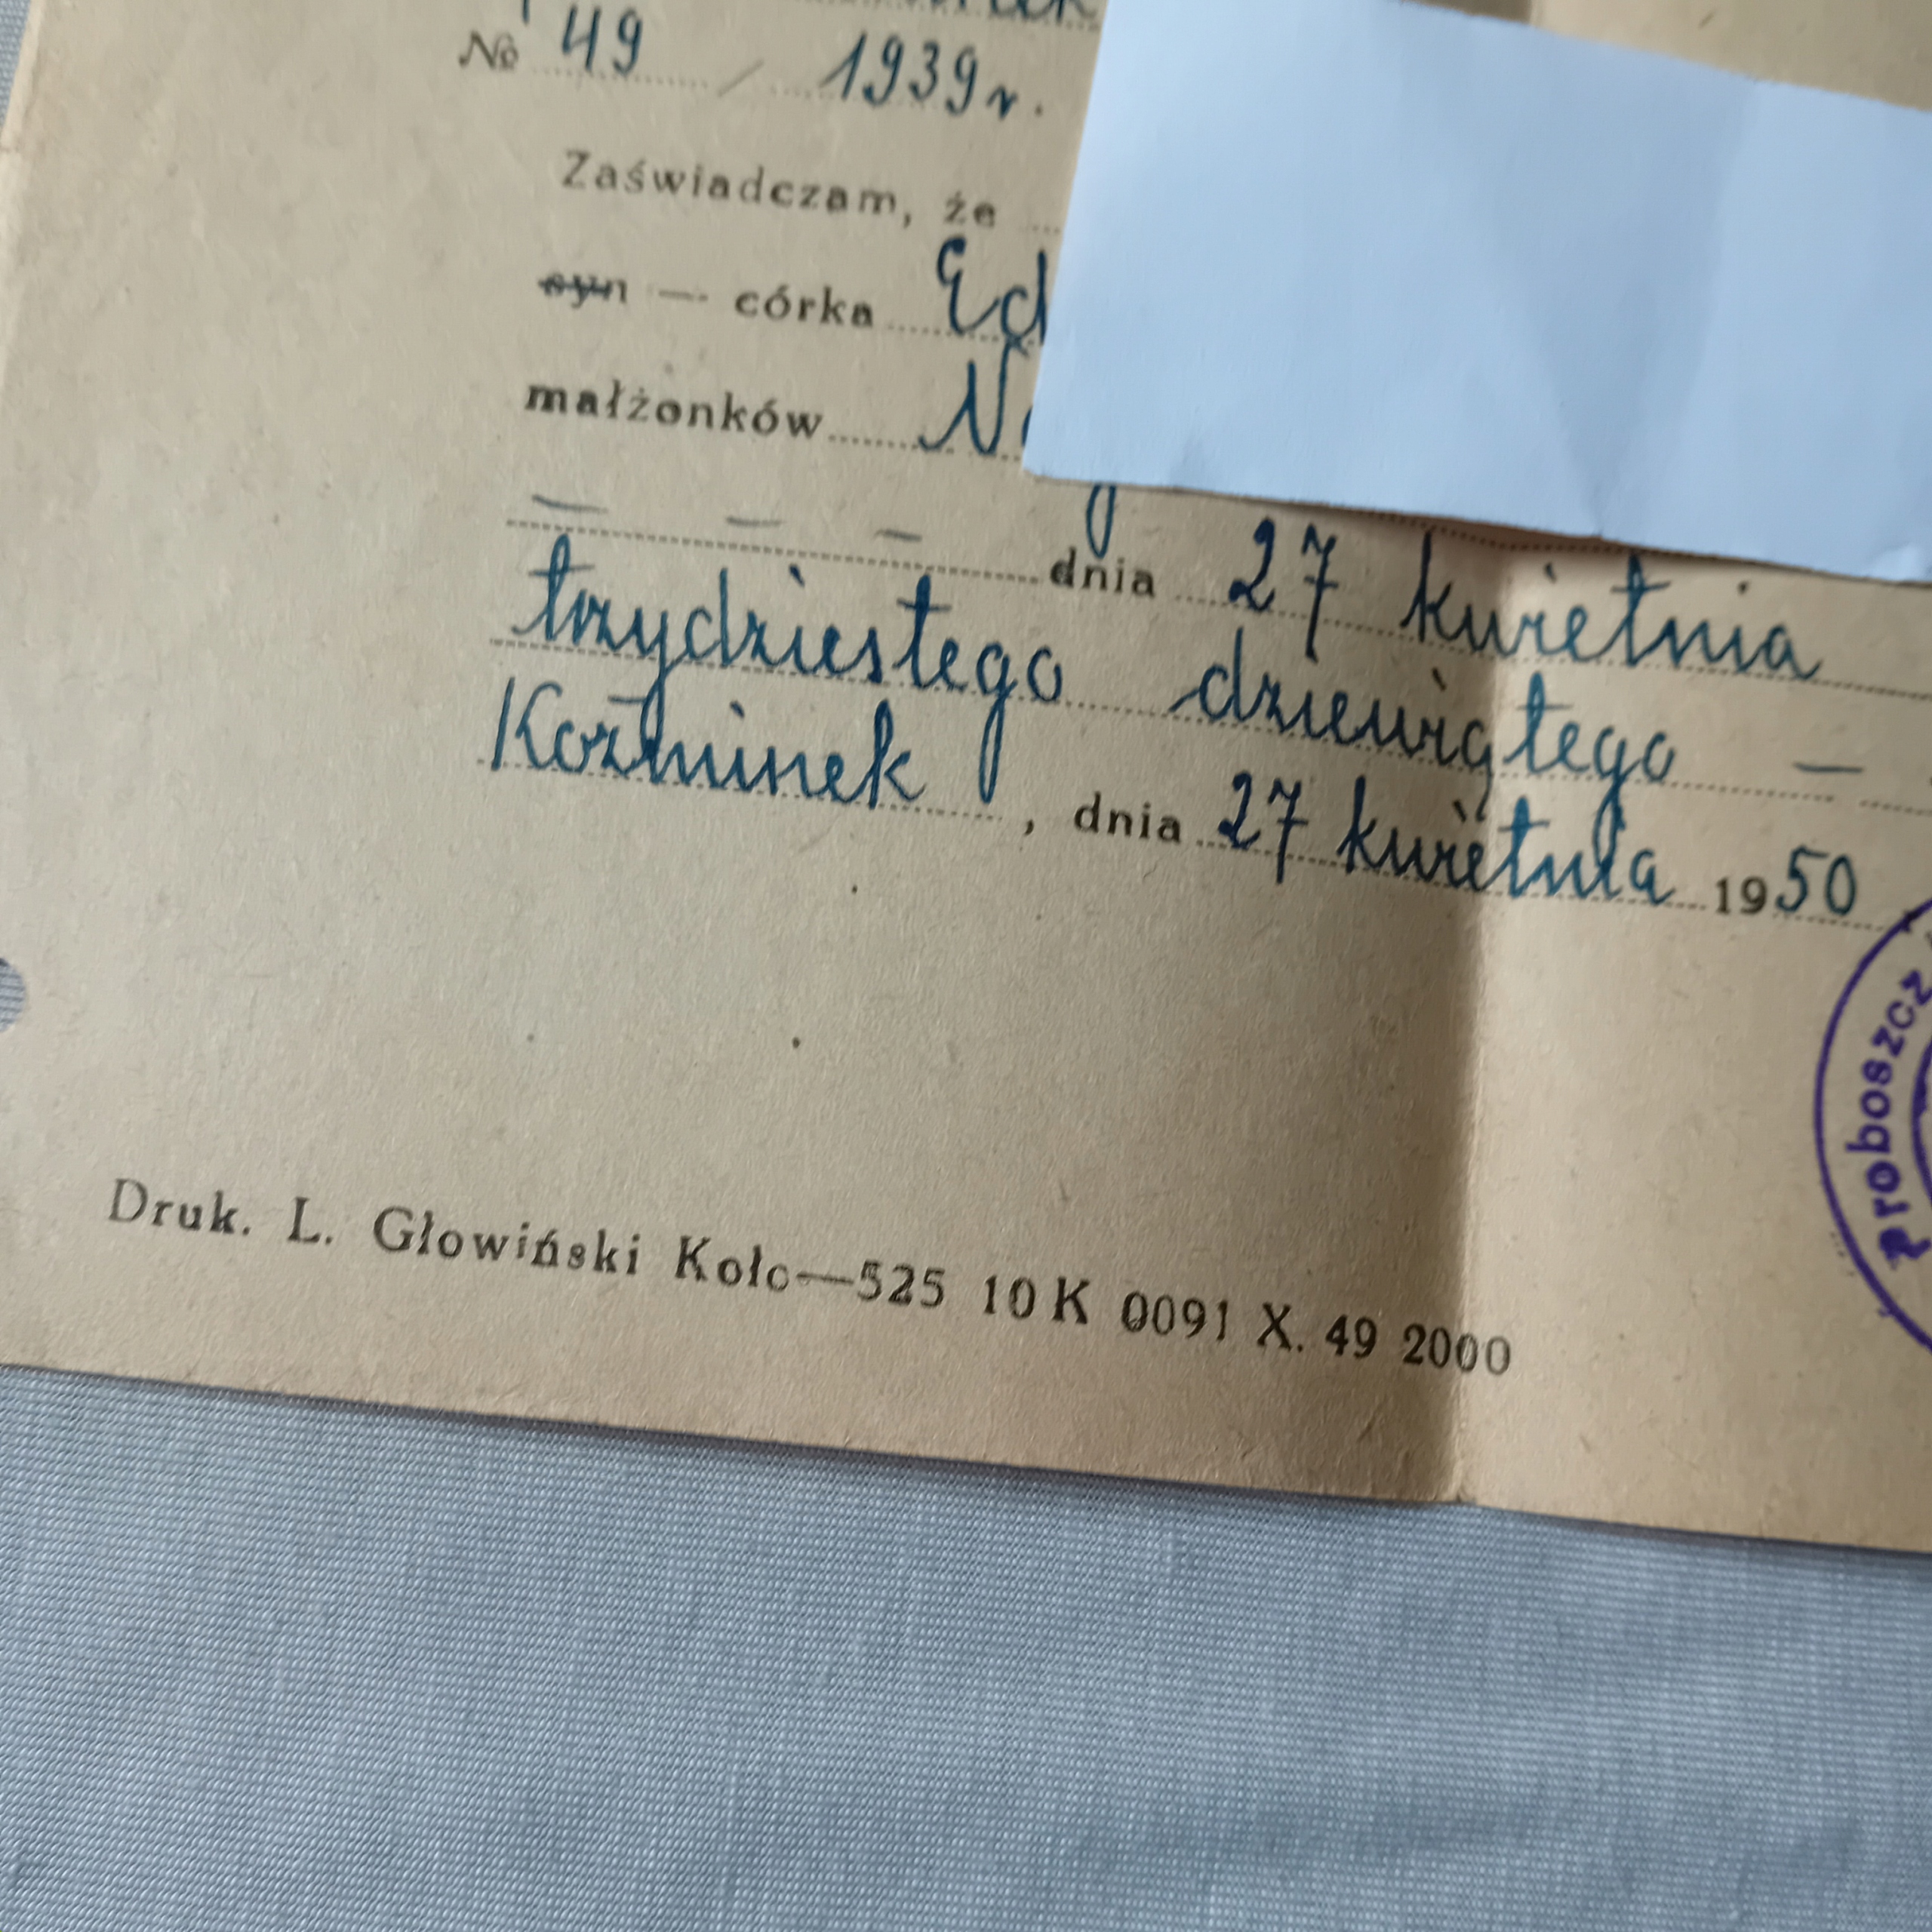 № 49 / 1939 r.
Zaświadczam, że
syn — córka Ed
małżonków
dnia 27 kwietnia
trzydziestego dziewiątego —
Koźminek, dnia 27 kwietnia 1950
Proboszcz
Druk. L. Głowiński Koło—525 10 K 0091 X. 49 2000